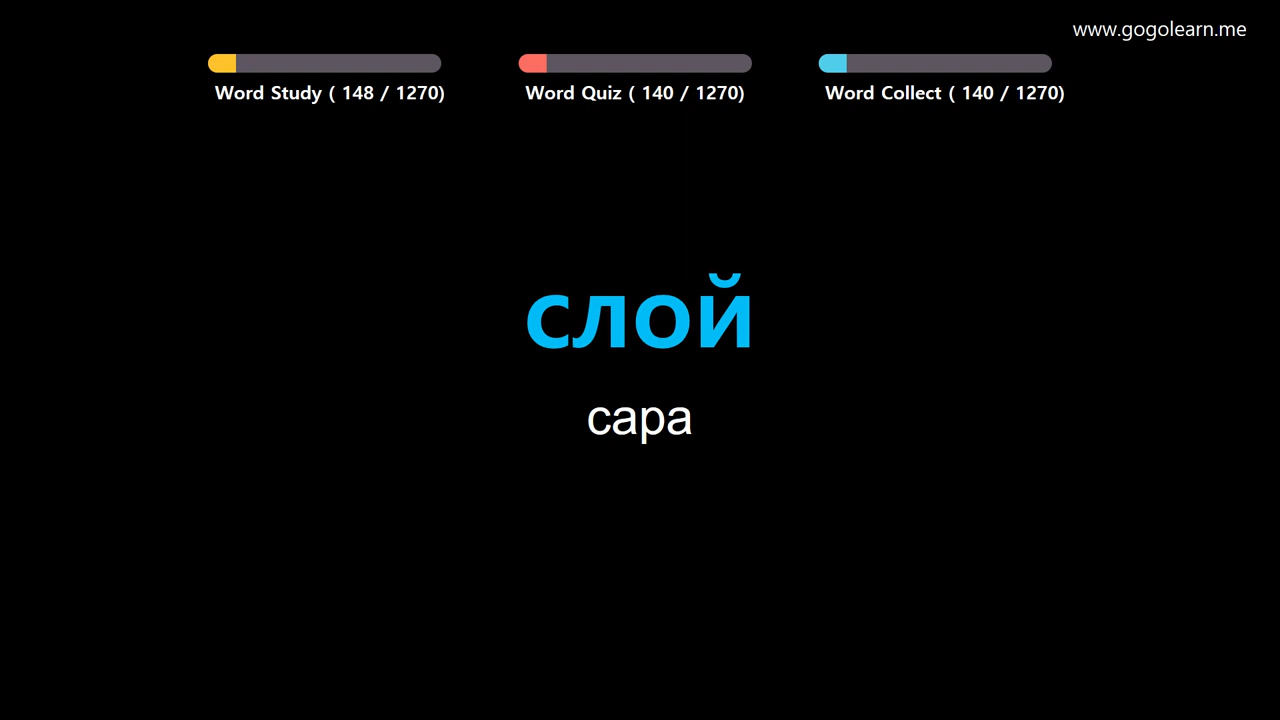 www.gogolearn.me
Word Study ( 148 / 1270)
Word Quiz ( 140 / 1270)
Word Collect ( 140 / 1270)
слой
сара